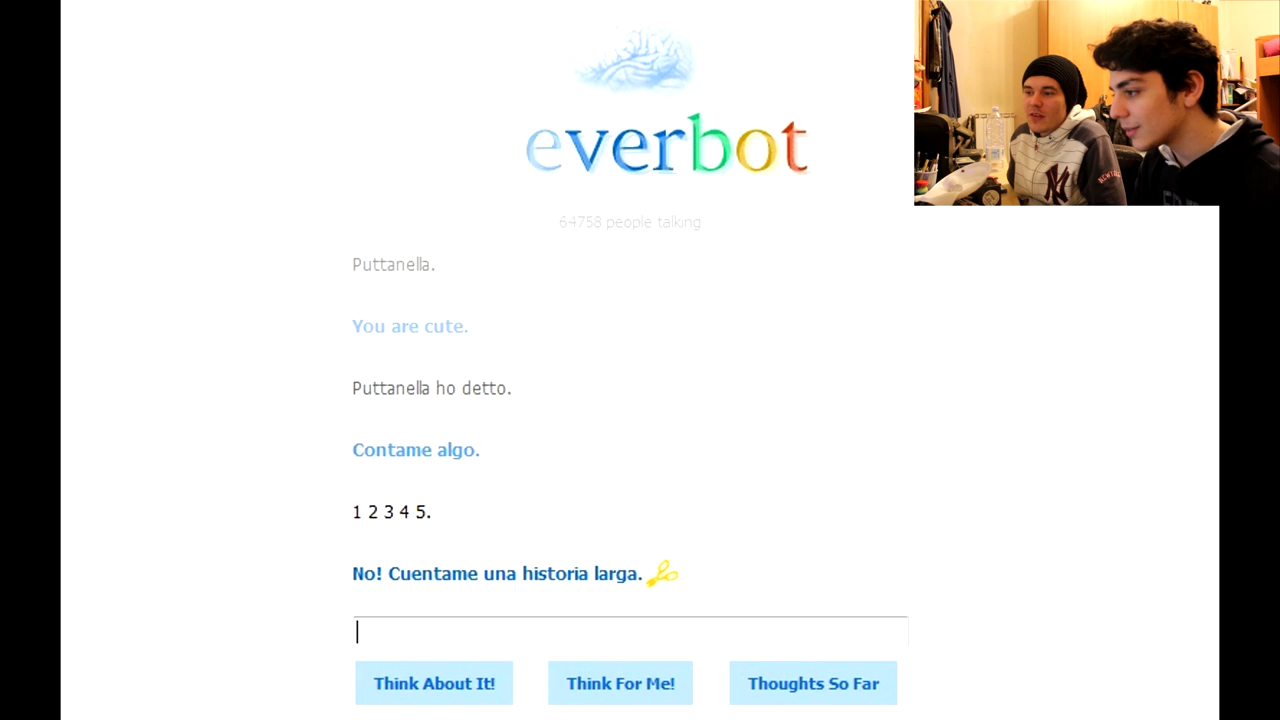 everbot
64758 people talking
Puttanella.
You are cute.
Puttanella ho detto.
Contame algo.
1 2 3 4 5.
No! Cuentame una historia larga.
Think About It!
Think For Me!
Thoughts So Far